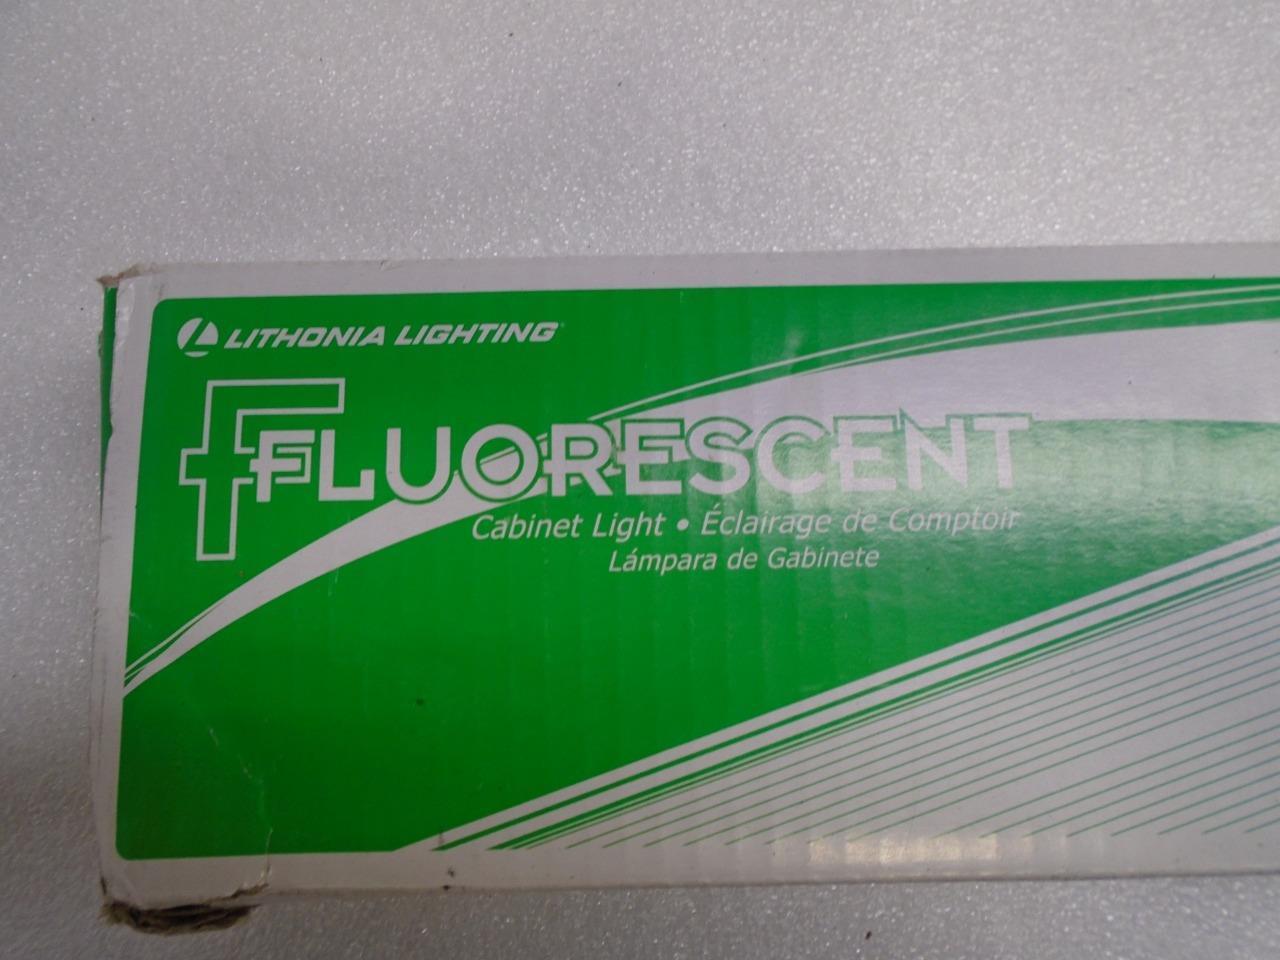 LITHONIA LIGHTING
FLUORESCENT
Cabinet Light • Éclairage de Comptoir
Lámpara de Gabinete